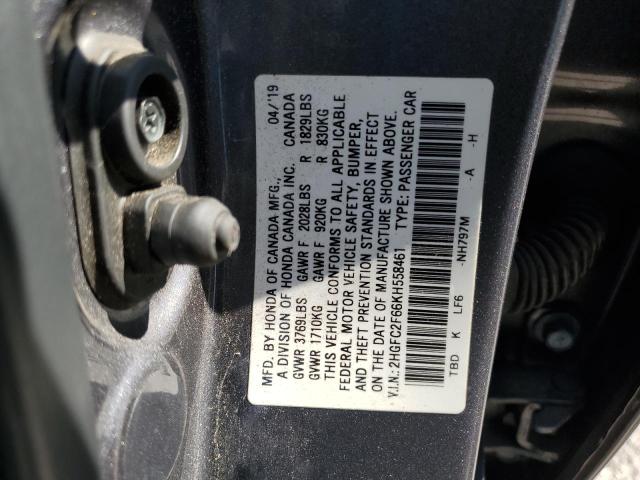 MFD. BY HONDA OF CANADA MFG., 04/'19
A DIVISION OF HONDA CANADA INC. CANADA
GVWR 3769LBS GAWR F 2028LBS R 1829LBS
GVWR 1710KG GAWR F 920KG R 830KG
THIS VEHICLE CONFORMS TO ALL APPLICABLE
FEDERAL MOTOR VEHICLE SAFETY, BUMPER,
AND THEFT PREVENTION STANDARDS IN EFFECT
ON THE DATE OF MANUFACTURE SHOWN ABOVE.
V.I.N.: 2HGFC2F66KH558461 TYPE: PASSENGER CAR
TBD K LF6 -NH797M -A -H